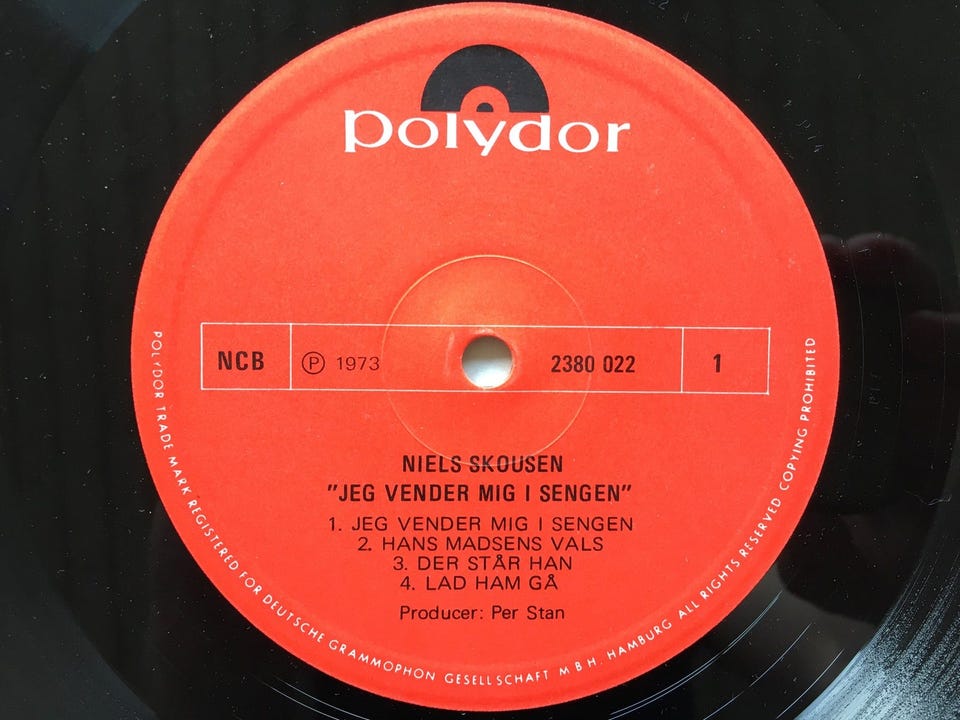 polydor
NCB ℗ 1973 2380 022 1
NIELS SKOUSEN
"JEG VENDER MIG I SENGEN"
1. JEG VENDER MIG I SENGEN
2. HANS MADSENS VALS
3. DER STÅR HAN
4. LAD HAM GÅ
Producer: Per Stan
POLYDOR TRADE MARK REGISTERED FOR DEUTSCHE GRAMMOPHON GESELLSCHAFT M B H. HAMBURG ALL RIGHTS RESERVED COPYING PROHIBITED